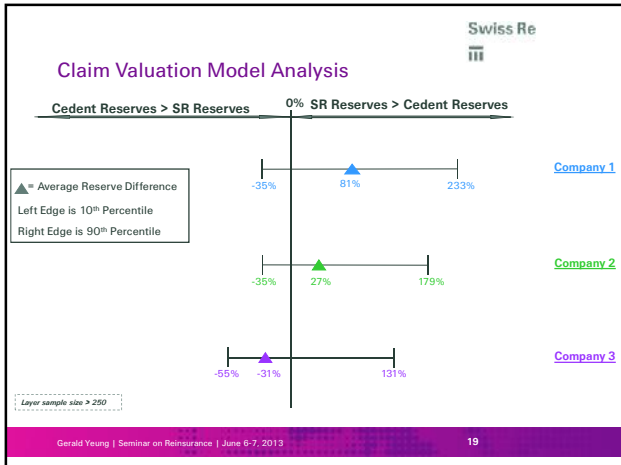 Swiss Re
Claim Valuation Model Analysis
Cedent Reserves > SR Reserves
0%
SR Reserves > Cedent Reserves
= Average Reserve Difference
Left Edge is 10th Percentile
Right Edge is 90th Percentile
-35%
81%
233%
Company 1
-35%
27%
179%
Company 2
-55%
-31%
131%
Company 3
Layer sample size > 250
Gerald Yeung | Seminar on Reinsurance | June 6-7, 2013
19